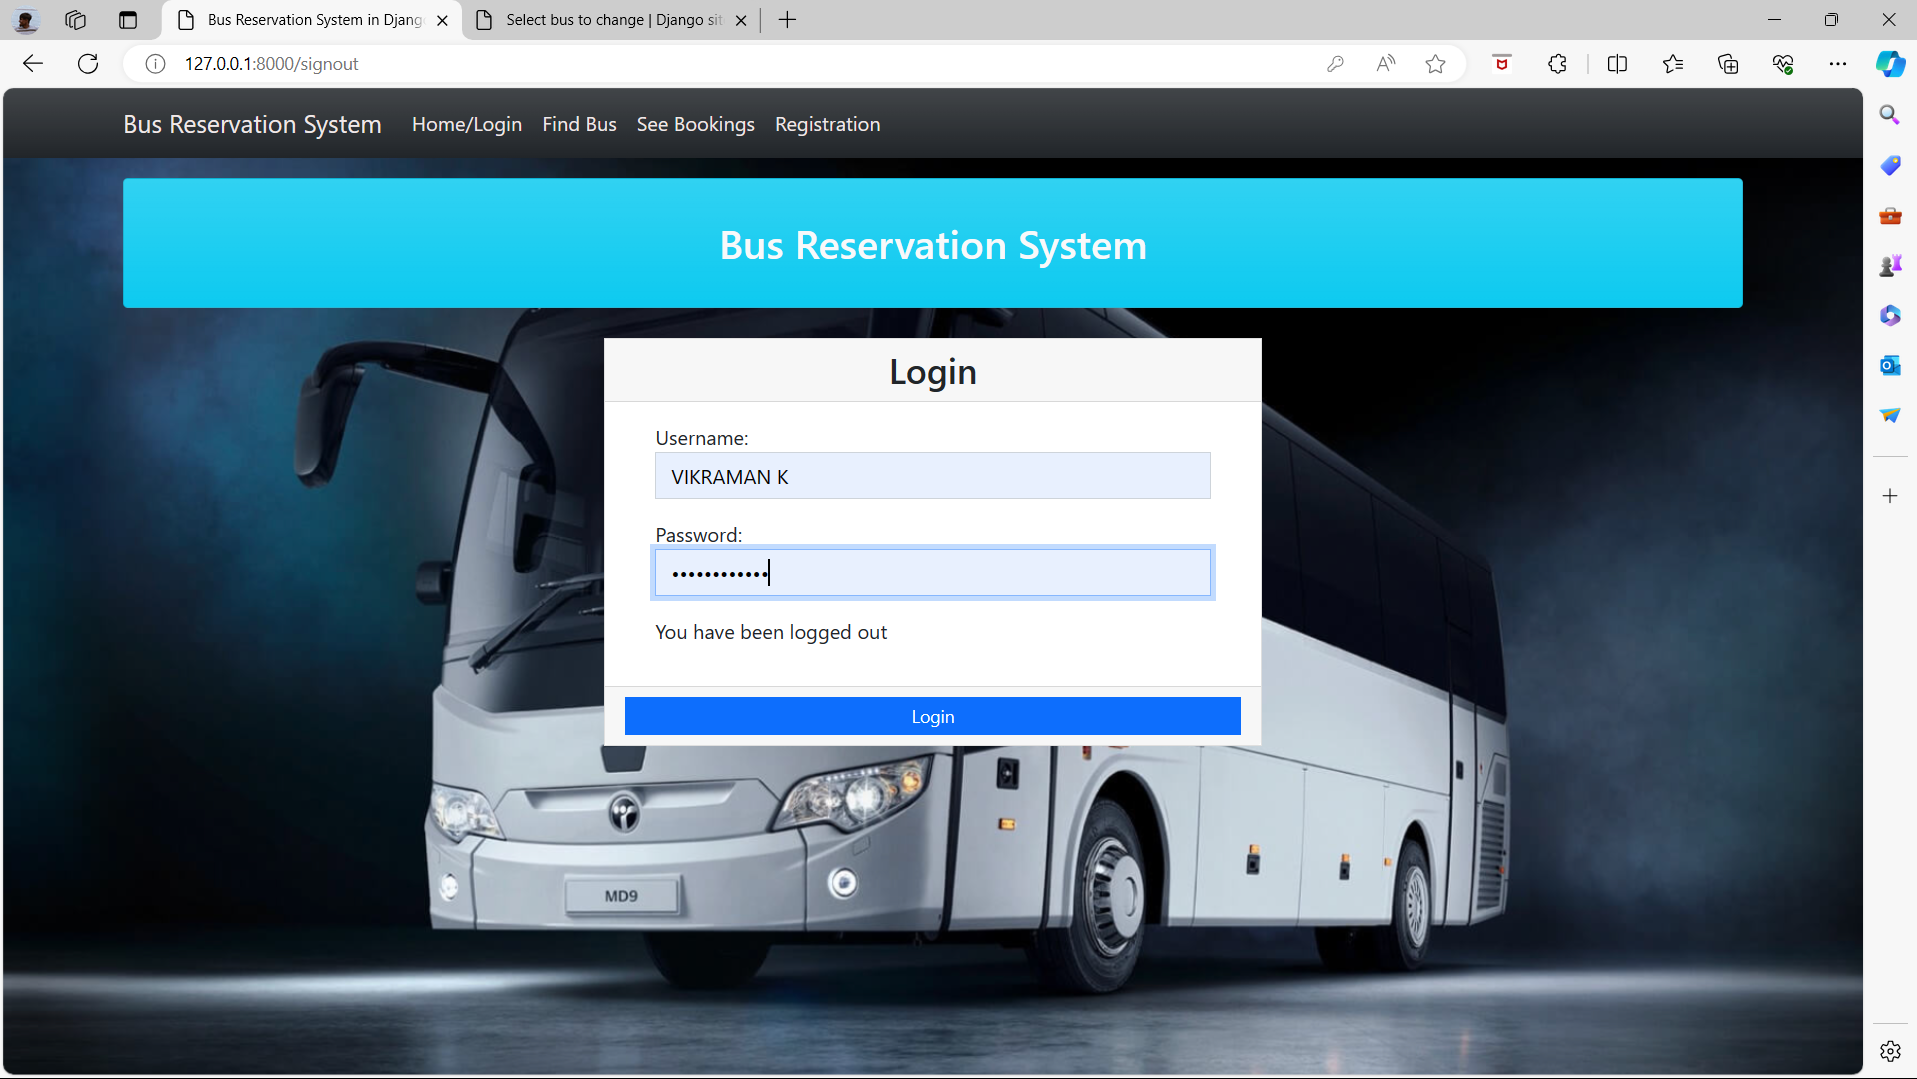 Bus Reservation System in Djang
Select bus to change | Django sit
127.0.0.1:8000/signout
Bus Reservation System
Home/Login
Find Bus
See Bookings
Registration
Bus Reservation System
Login
Username:
VIKRAMAN K
Password:
••••••••••••
You have been logged out
Login
MD9